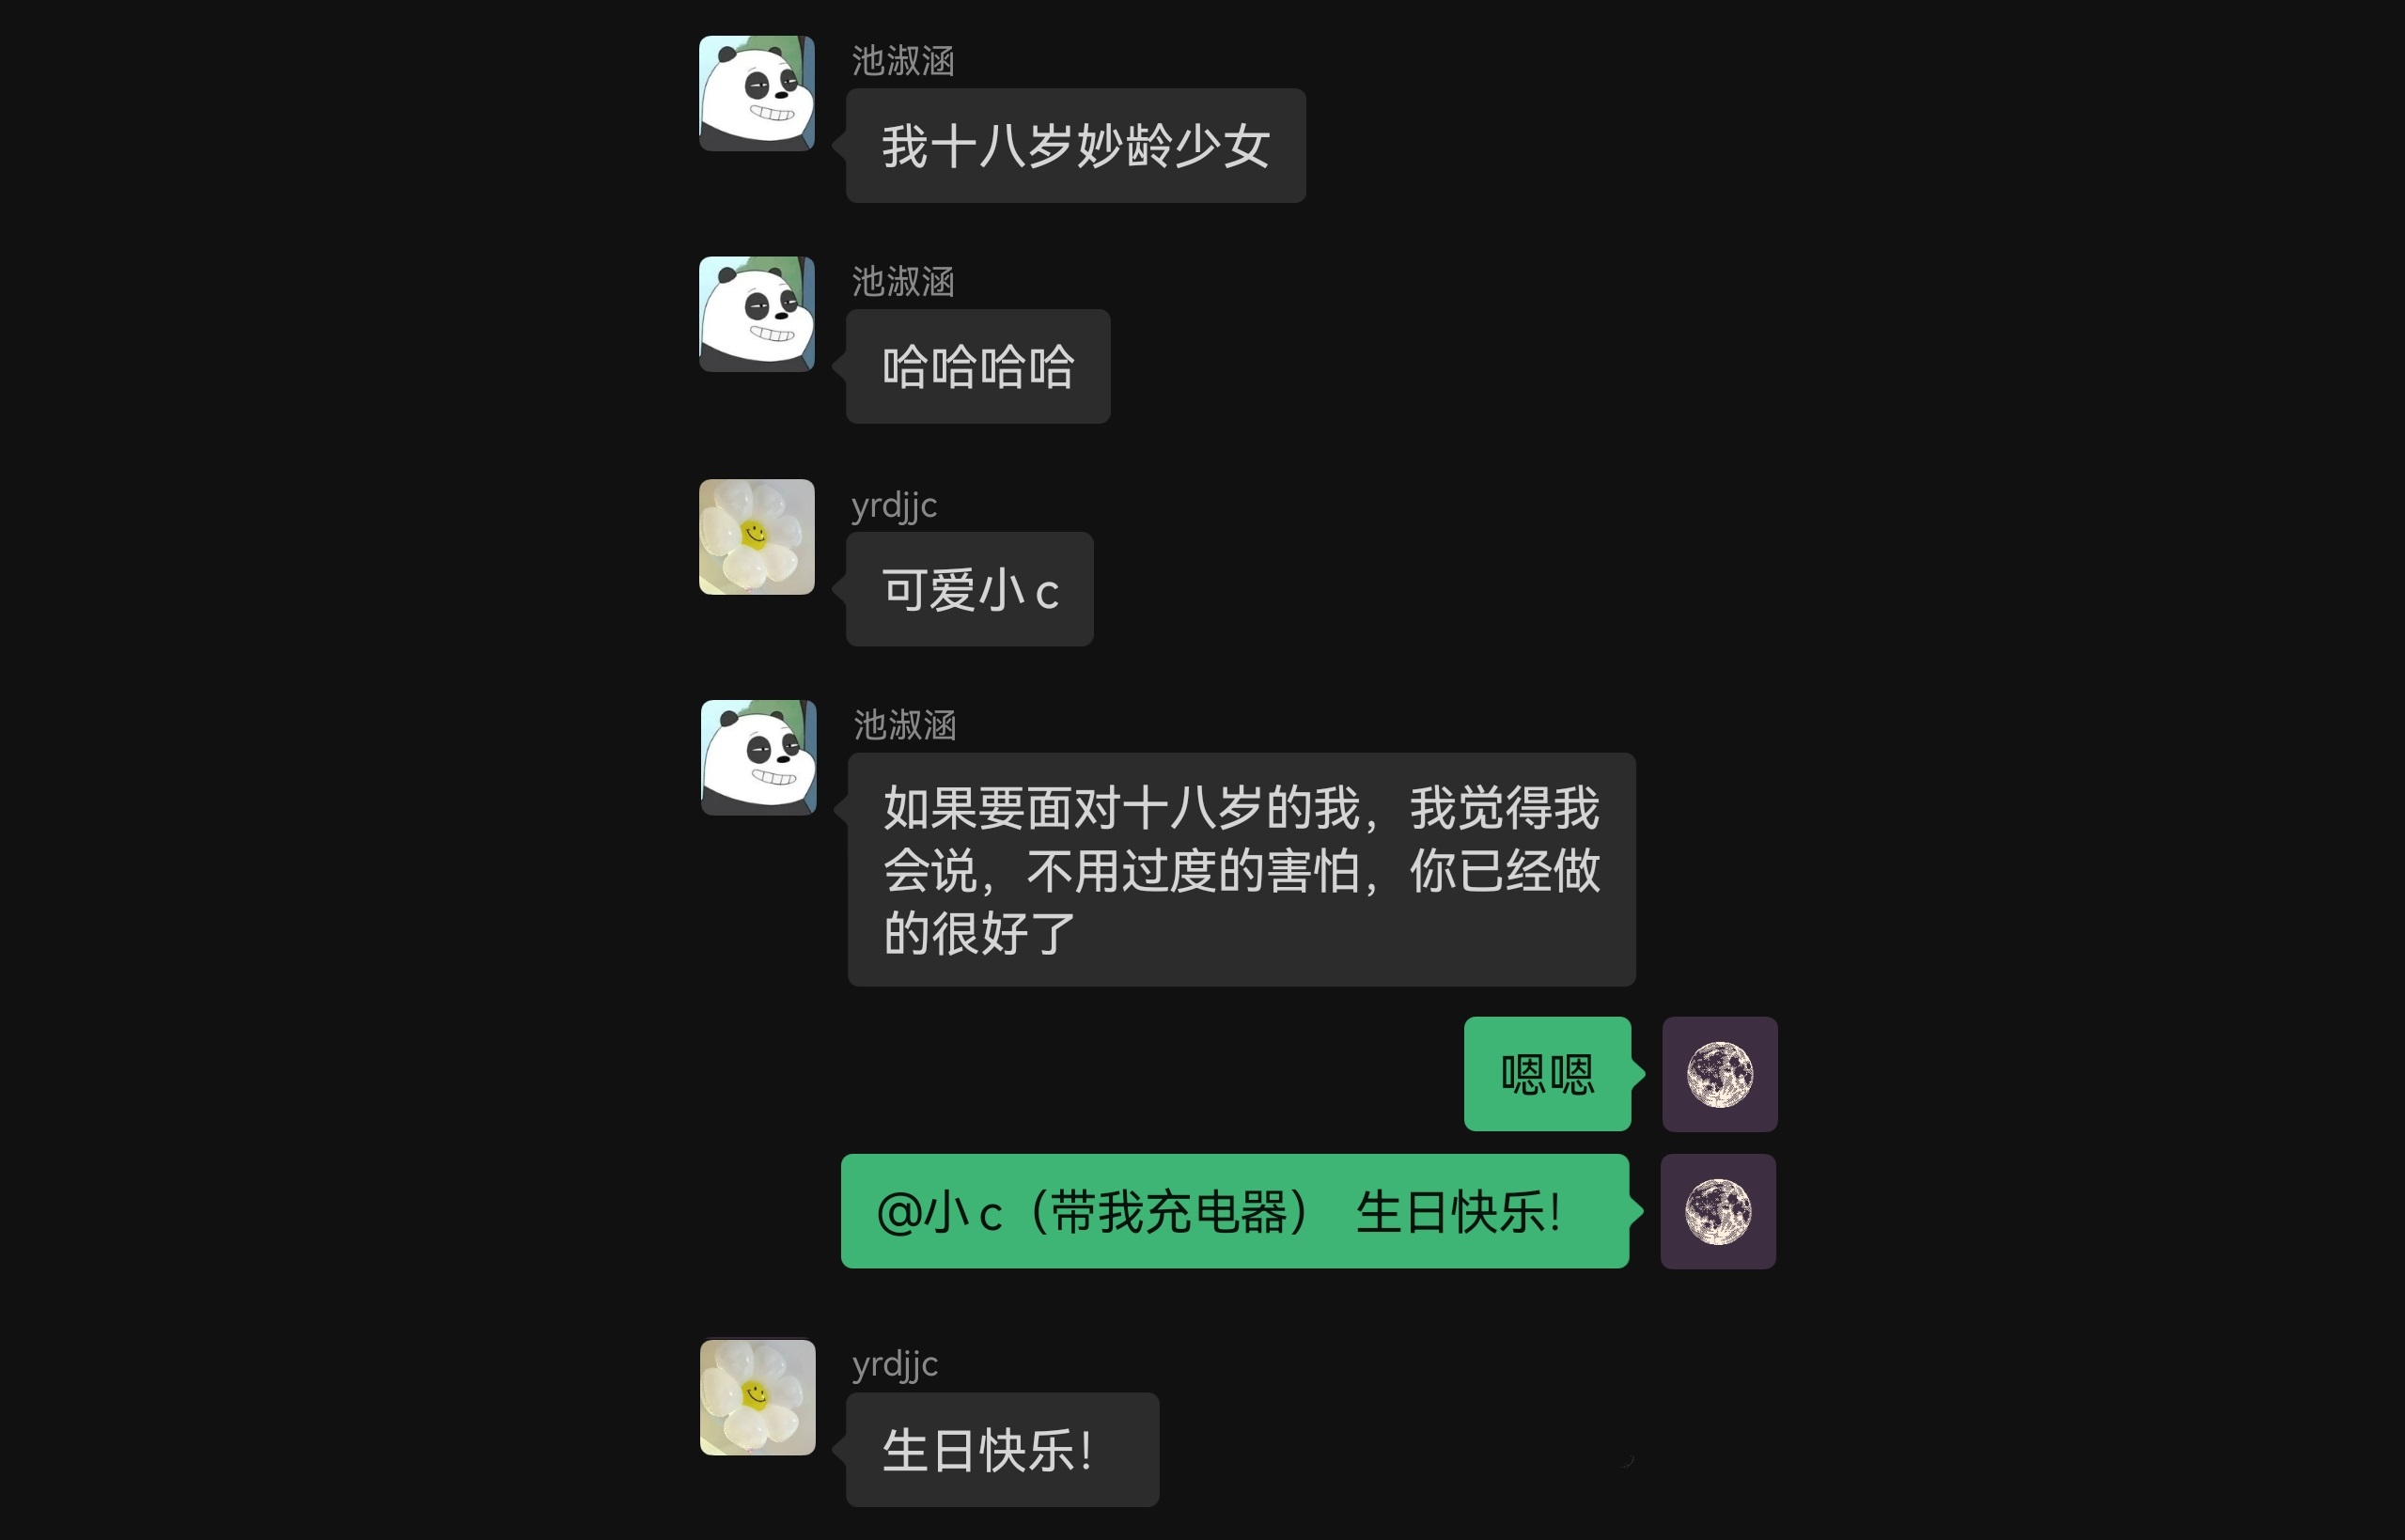 池淑涵
我十八岁妙龄少女
池淑涵
哈哈哈哈
yrdjjc
可爱小 c
池淑涵
如果要面对十八岁的我，我觉得我
会说，不用过度的害怕，你已经做
的很好了
嗯嗯
@小 c（带我充电器） 生日快乐！
yrdjjc
生日快乐！